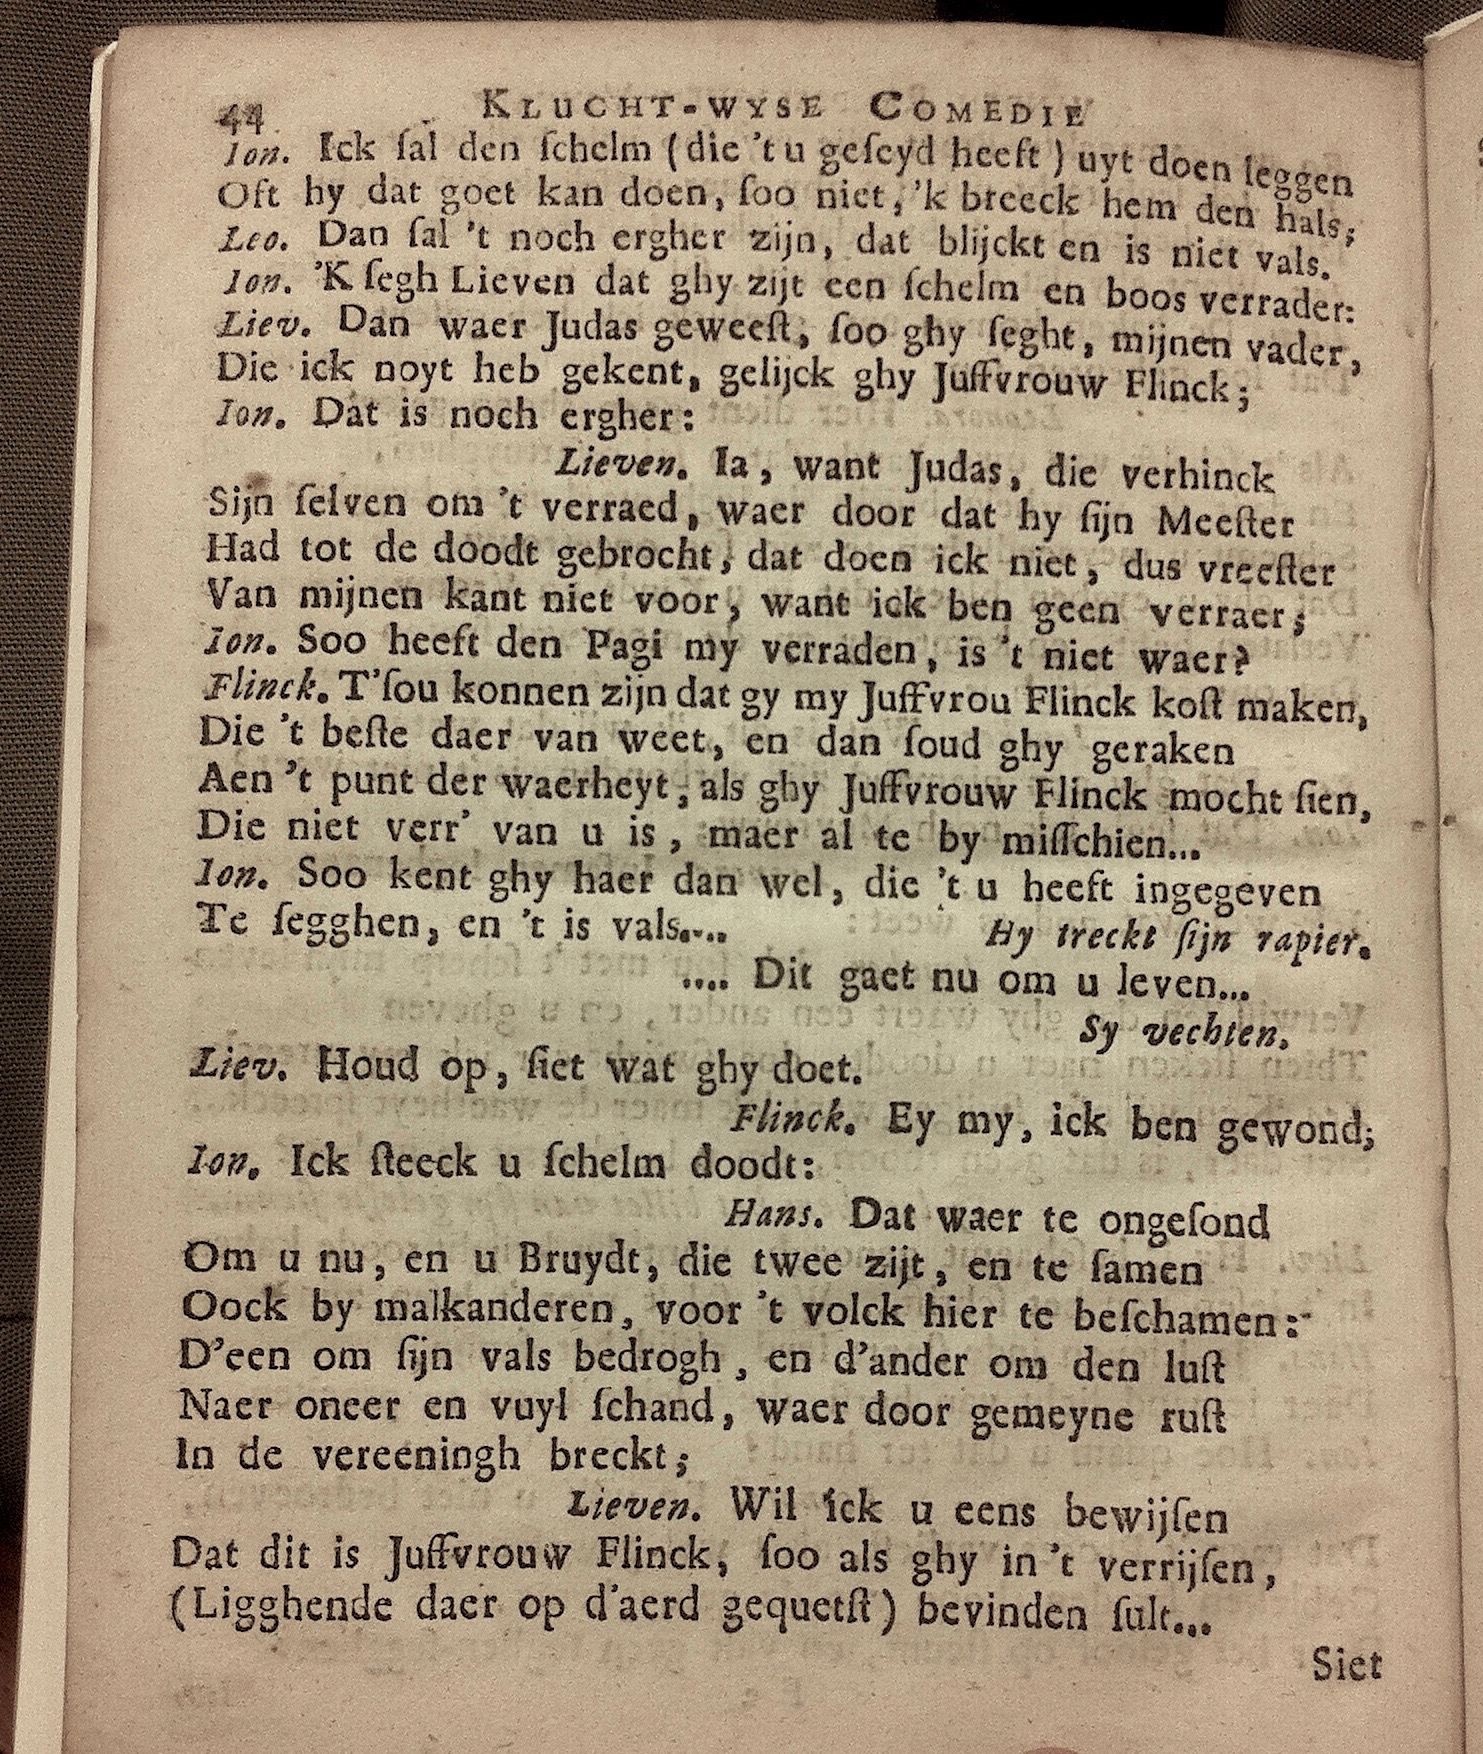 44 KLUCHT-WYSE COMEDIE
Ion. Ick ſal den ſchelm (die 't u geſeyd heeft) uyt doen leggen
Oft hy dat goet kan doen, ſoo niet, 'k breeck hem den hals;
Leo. Dan ſal 't noch ergher zijn, dat blijckt en is niet vals.
Ion. 'K ſegh Lieven dat ghy zijt een ſchelm en boos verrader:
Liev. Dan waer Judas geweeſt, ſoo ghy ſeght, mijnen vader,
Die ick noyt heb gekent, gelijck ghy Juffvrouw Flinck;
Ion. Dat is noch ergher:
Lieven. Ia, want Judas, die verhinck
Sijn ſelven om 't verraed, waer door dat hy ſijn Meeſter
Had tot de doodt gebrocht, dat doen ick niet, dus vreeſter
Van mijnen kant niet voor, want ick ben geen verraer;
Ion. Soo heeft den Pagi my verraden, is 't niet waer?
Flinck. T'ſou konnen zijn dat gy my Juffvrou Flinck koſt maken,
Die 't beſte daer van weet, en dan ſoud ghy geraken
Aen 't punt der waerheyt, als ghy Juffvrouw Flinck mocht ſien,
Die niet verr' van u is, maer al te by miſſchien...
Ion. Soo kent ghy haer dan wel, die 't u heeft ingegeven
Te ſegghen, en 't is vals.... Hy treckt ſijn rapier.
.... Dit gaet nu om u leven...
Sy vechten.
Liev. Houd op, ſiet wat ghy doet.
Flinck. Ey my, ick ben gewond;
Ion. Ick ſteeck u ſchelm doodt:
Hans. Dat waer te ongeſond
Om u nu, en u Bruydt, die twee zijt, en te ſamen
Oock by malkanderen, voor 't volck hier te beſchamen:
D'een om ſijn vals bedrogh, en d'ander om den luſt
Naer oneer en vuyl ſchand, waer door gemeyne ruſt
In de vereeningh breckt;
Lieven. Wil ick u eens bewijſen
Dat dit is Juffvrouw Flinck, ſoo als ghy in 't verrijſen,
(Ligghende daer op d'aerd gequetſt) bevinden ſult...
Siet